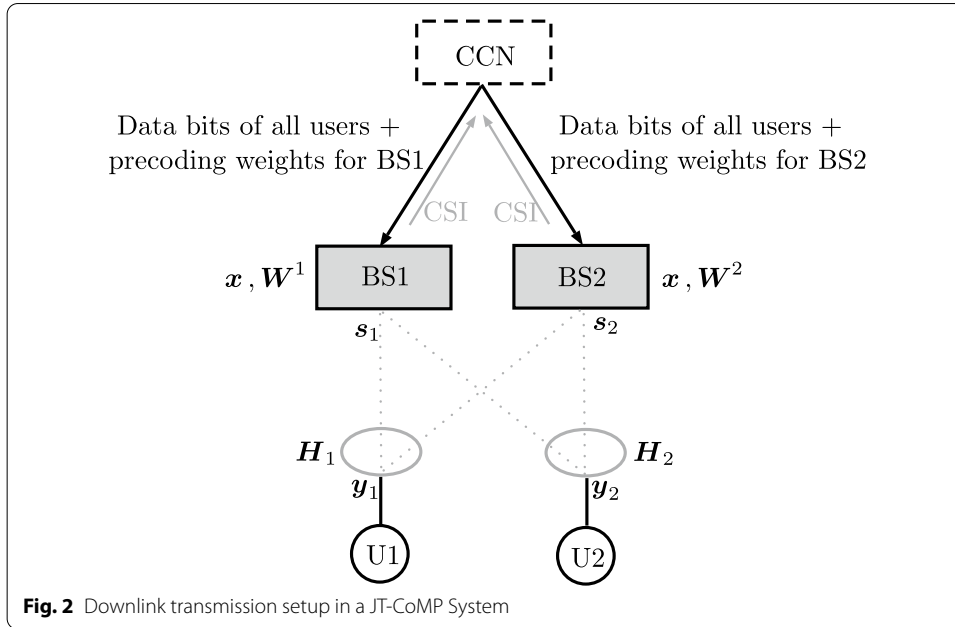 CCN
Data bits of all users +
precoding weights for BS1
Data bits of all users +
precoding weights for BS2
CSI CSI
x , W¹ BS1 BS2 x , W²
s₁ s₂
H₁ H₂
y₁ y₂
U1 U2
Fig. 2 Downlink transmission setup in a JT-CoMP System